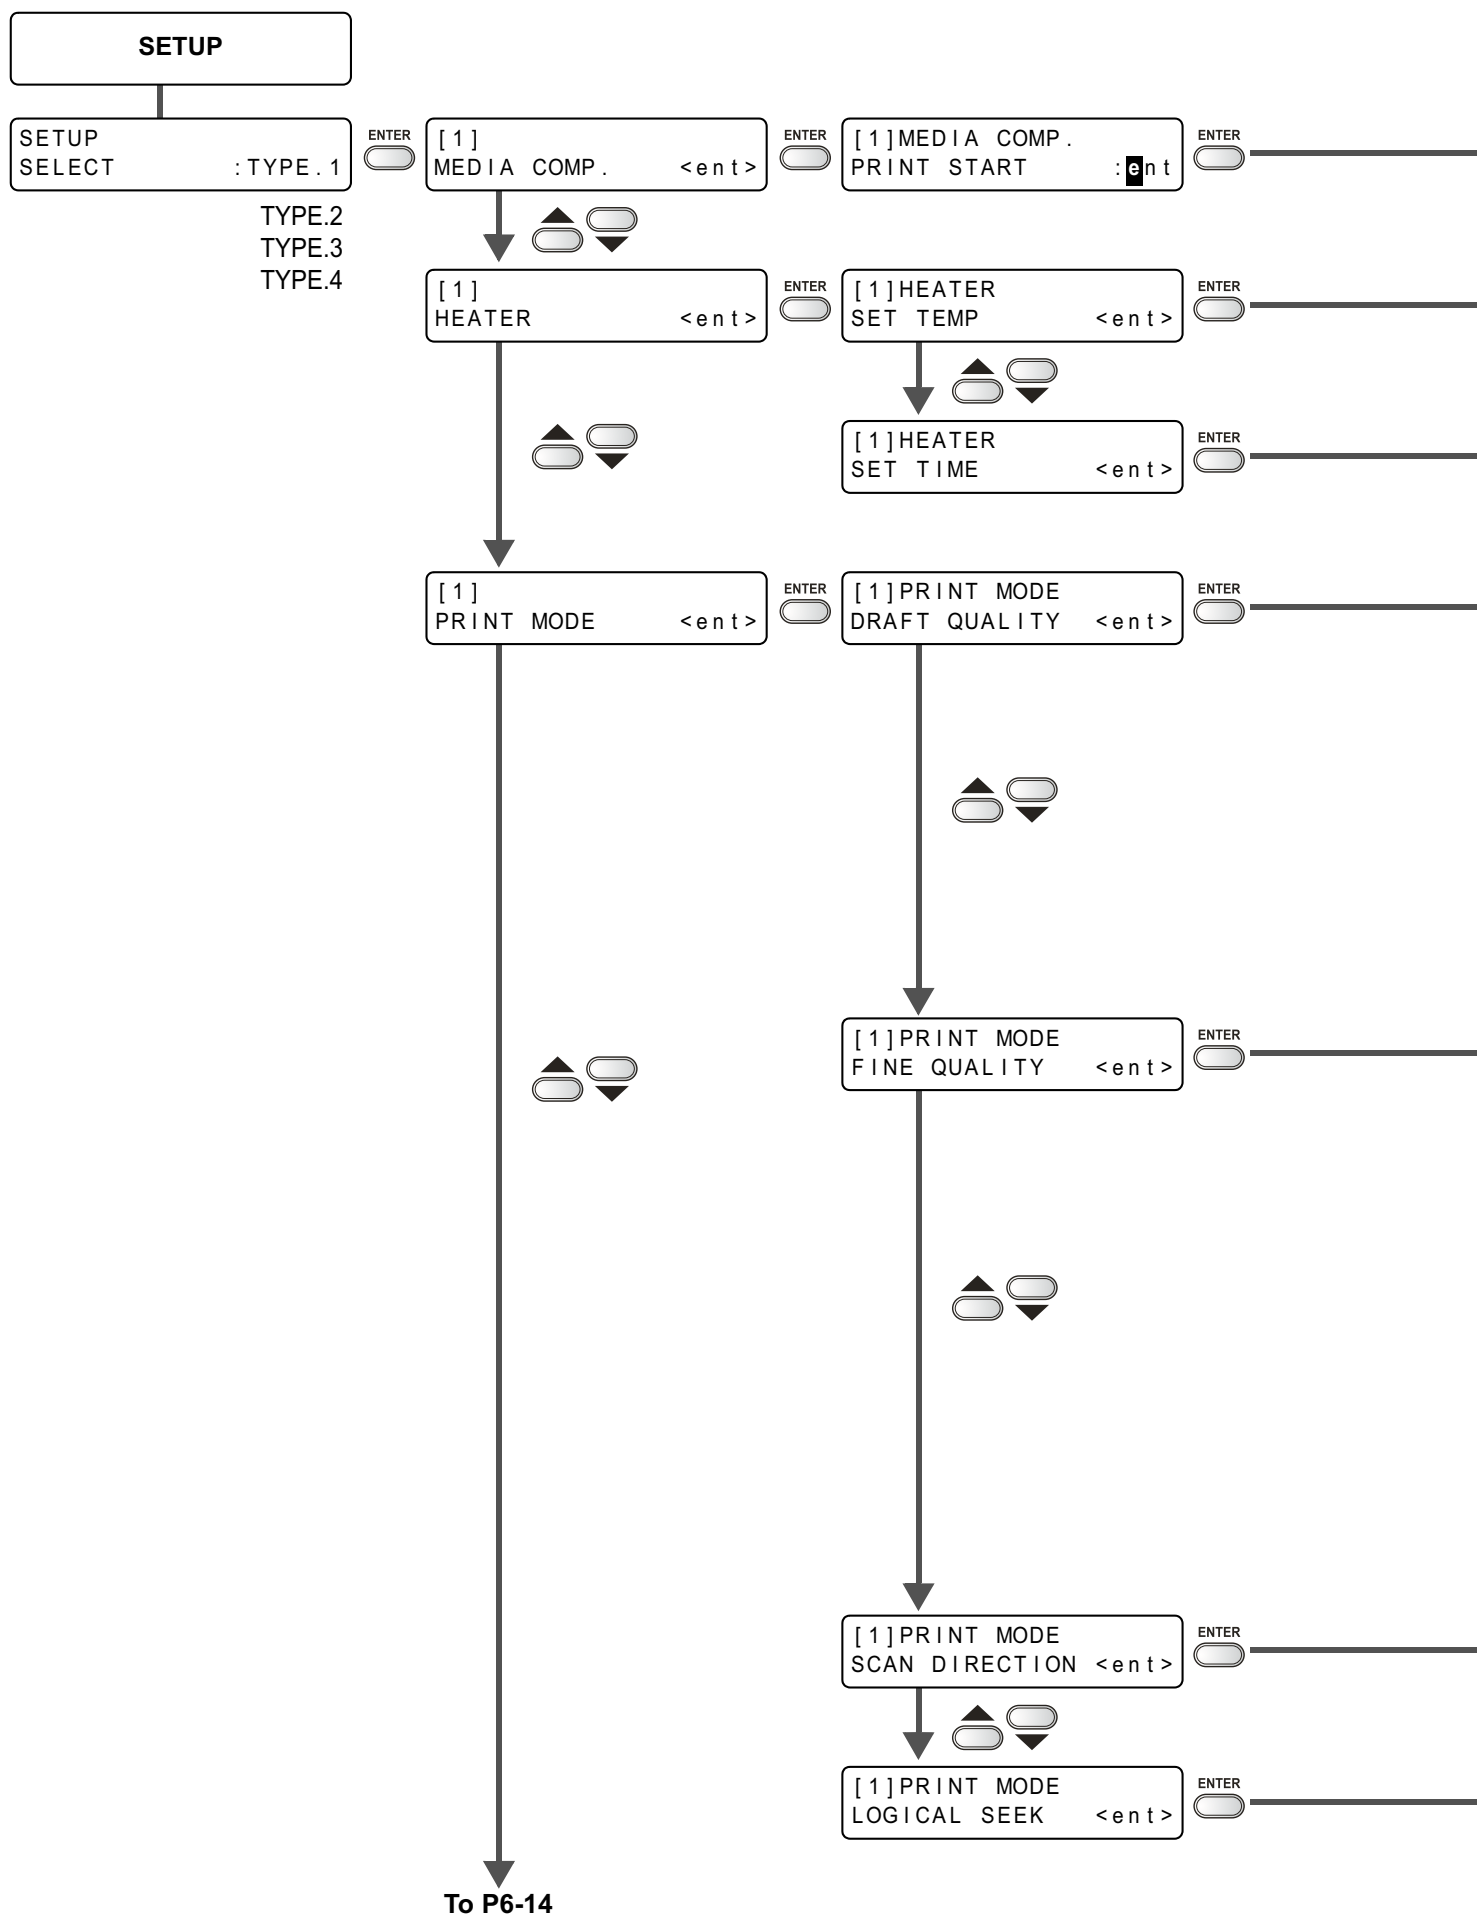 SETUP
SETUP
SELECT :TYPE.1
TYPE.2
TYPE.3
TYPE.4
ENTER
[1]
MEDIA COMP. <ent>
ENTER
[1]MEDIA COMP.
PRINT START :ent
ENTER
[1]
HEATER <ent>
ENTER
[1]HEATER
SET TEMP <ent>
ENTER
[1]HEATER
SET TIME <ent>
ENTER
[1]
PRINT MODE <ent>
ENTER
[1]PRINT MODE
DRAFT QUALITY <ent>
ENTER
[1]PRINT MODE
FINE QUALITY <ent>
ENTER
[1]PRINT MODE
SCAN DIRECTION <ent>
ENTER
[1]PRINT MODE
LOGICAL SEEK <ent>
ENTER
To P6-14